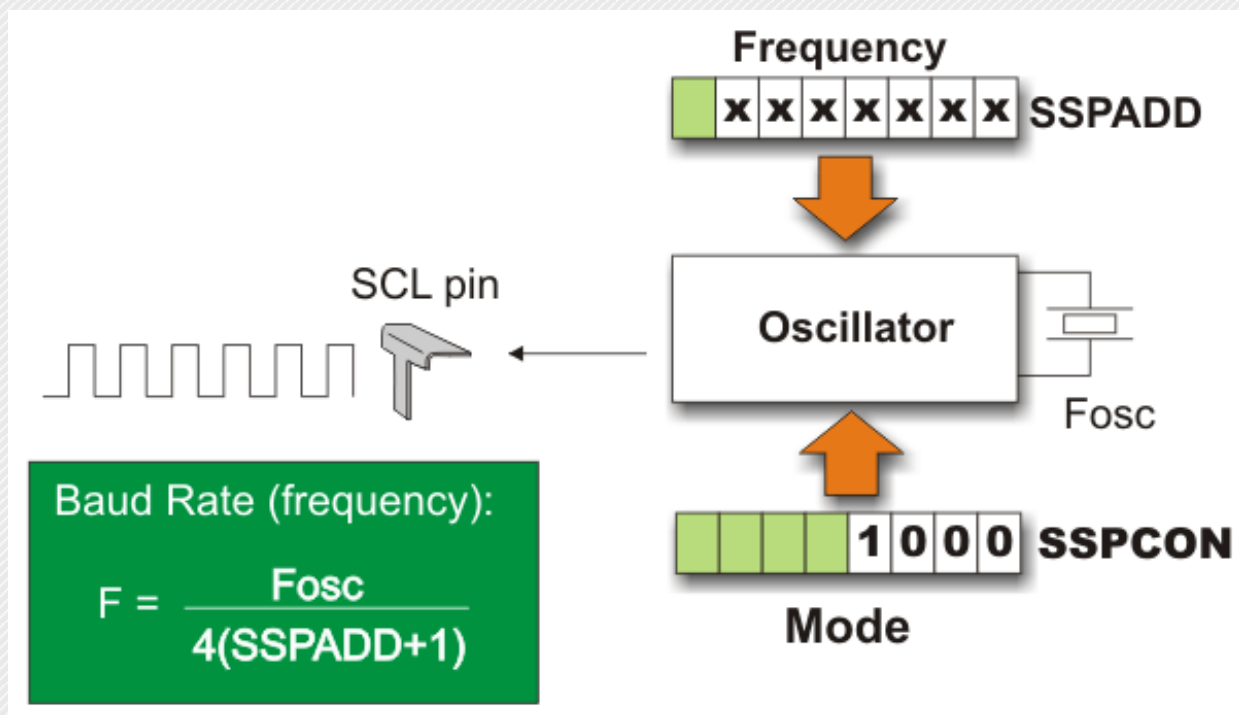 Frequency
x x x x x x x SSPADD
SCL pin
Oscillator
Fosc
Baud Rate (frequency):
F = Fosc
4(SSPADD+1)
1 0 0 0 SSPCON
Mode